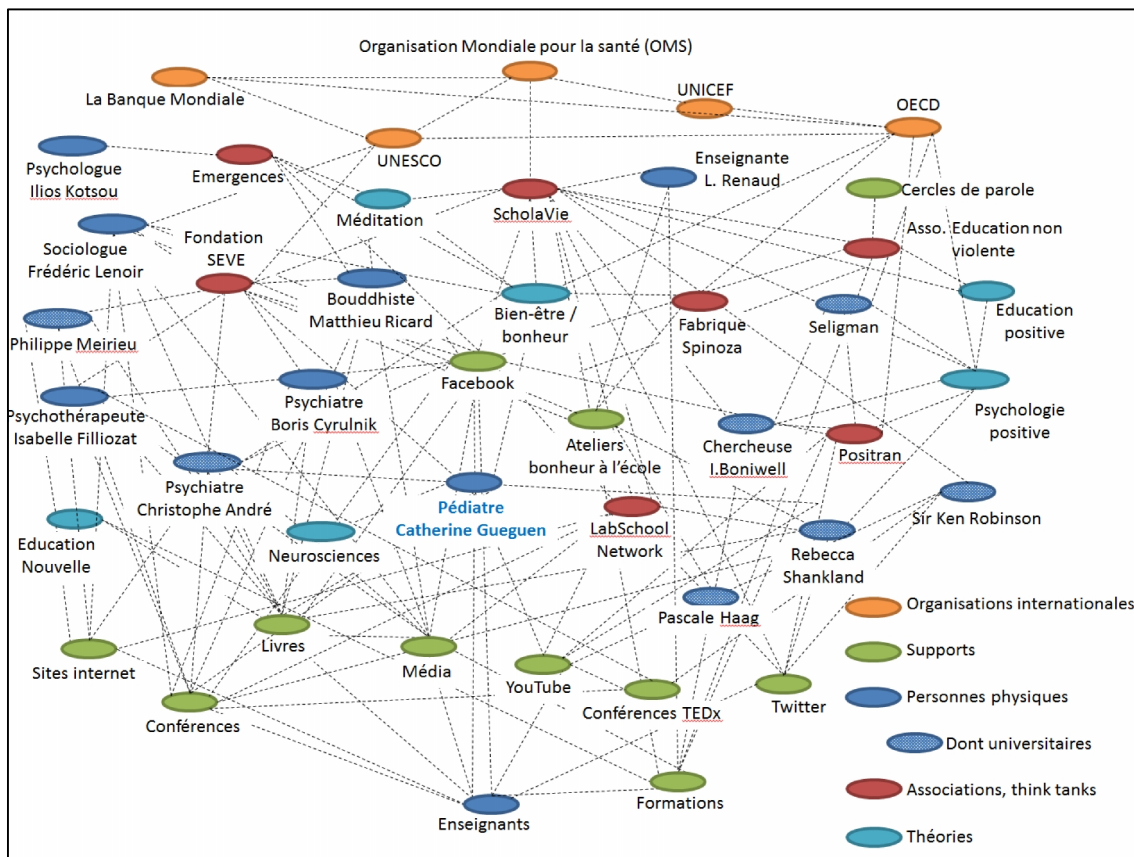 Organisation Mondiale pour la santé (OMS)
La Banque Mondiale
UNICEF
OECD
UNESCO
Psychologue
Ilios Kotsou
Emergences
Enseignante
L. Renaud
Cercles de parole
Méditation
ScholaVie
Asso. Education non
violente
Sociologue
Frédéric Lenoir
Fondation
SEVE
Bouddhiste
Matthieu Ricard
Bien-être /
bonheur
Fabrique
Spinoza
Seligman
Education
positive
Philippe Meirieu
Facebook
Psychothérapeute
Isabelle Filliozat
Psychiatre
Boris Cyrulnik
Ateliers
bonheur à l'école
Chercheuse
I.Boniwell
Positran
Psychologie
positive
Psychiatre
Christophe André
Pédiatre
Catherine Gueguen
LabSchool
Network
Sir Ken Robinson
Education
Nouvelle
Neurosciences
Rebecca
Shankland
Pascale Haag
Sites internet
Livres
Média
YouTube
Conférences TEDx
Twitter
Conférences
Enseignants
Formations
Organisations internationales
Supports
Personnes physiques
Dont universitaires
Associations, think tanks
Théories